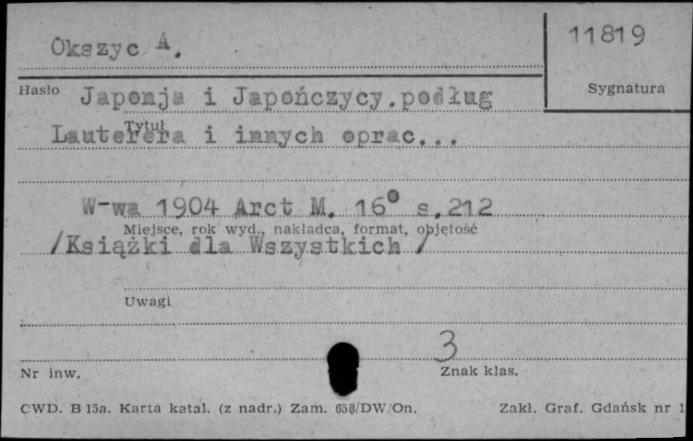 Okszyc A.
11819
Hasło
Sygnatura
Japonja i Japończycy.podług
Tytuł
Lauterera i innych oprac...
W-wa 1904 Arct M. 16° s.212
Miejsce, rok wyd., nakładca, format, objętość
/Książki dla Wszystkich /
Uwagi
3
Nr inw.
Znak klas.
CWD. B 15a. Karta katal. (z nadr.) Zam. 658/DW/On.
Zakł. Graf. Gdańsk nr 1